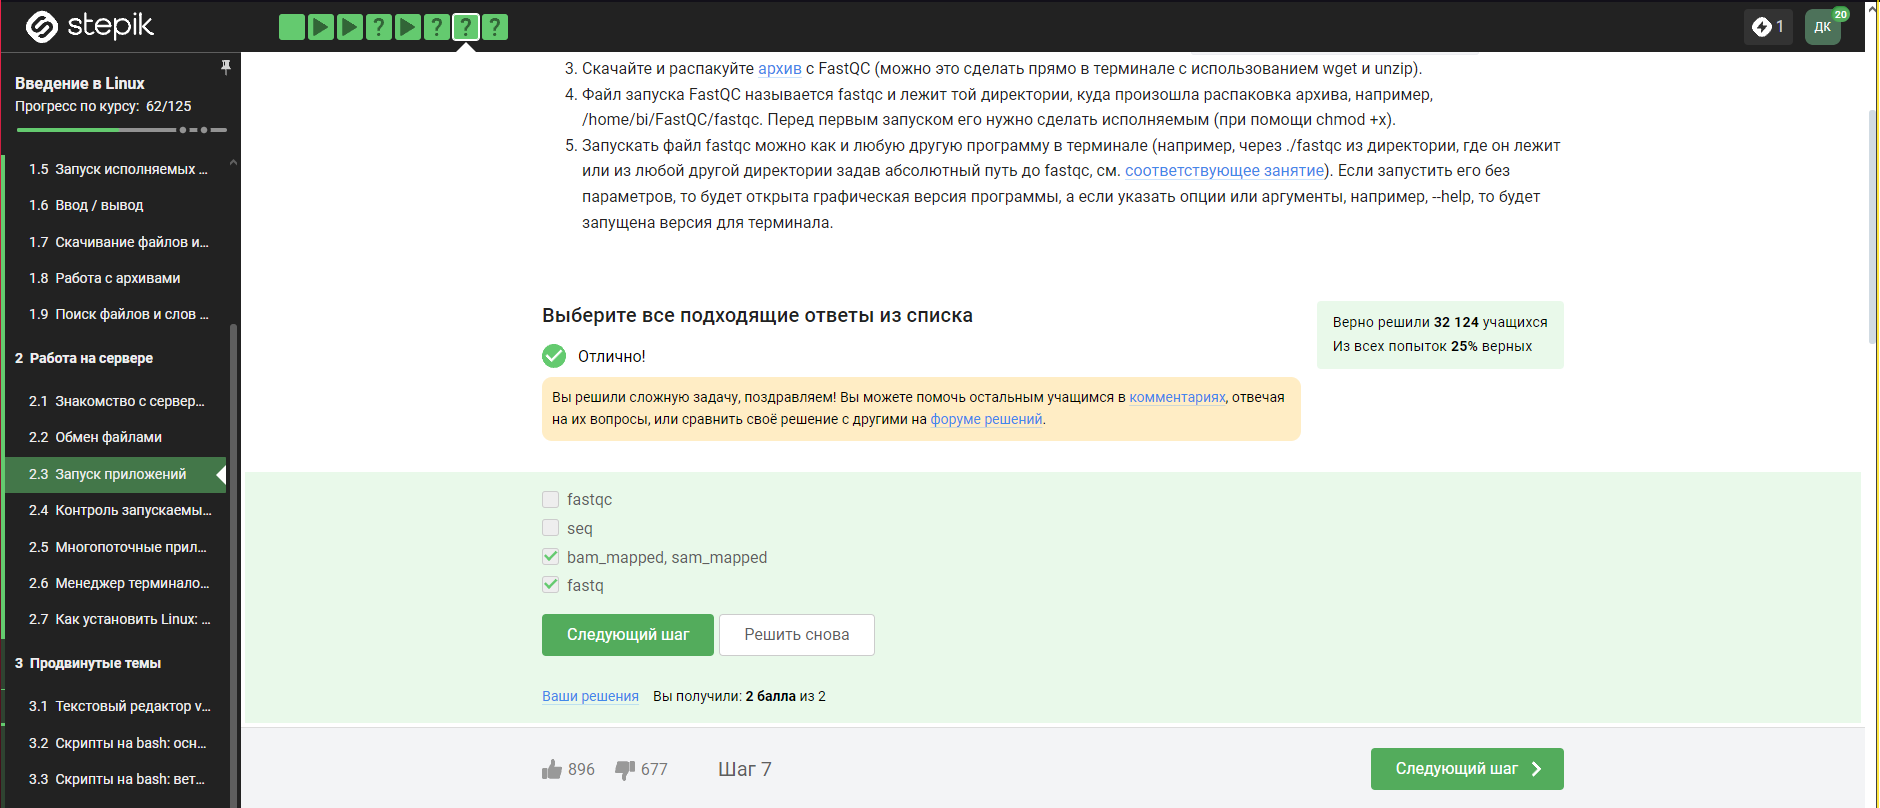 stepik
1
ДК
20
Введение в Linux
Прогресс по курсу: 62/125
1.5 Запуск исполняемых ...
1.6 Ввод / вывод
1.7 Скачивание файлов и...
1.8 Работа с архивами
1.9 Поиск файлов и слов ...
2 Работа на сервере
2.1 Знакомство с сервер...
2.2 Обмен файлами
2.3 Запуск приложений
2.4 Контроль запускаемы...
2.5 Многопоточные прил...
2.6 Менеджер терминало...
2.7 Как установить Linux: ...
3 Продвинутые темы
3.1 Текстовый редактор v...
3.2 Скрипты на bash: осн...
3.3 Скрипты на bash: вет...
3. Скачайте и распакуйте архив с FastQC (можно это сделать прямо в терминале с использованием wget и unzip).
4. Файл запуска FastQC называется fastqc и лежит той директории, куда произошла распаковка архива, например,
/home/bi/FastQC/fastqc. Перед первым запуском его нужно сделать исполняемым (при помощи chmod +x).
5. Запускать файл fastqc можно как и любую другую программу в терминале (например, через ./fastqc из директории, где он лежит
или из любой другой директории задав абсолютный путь до fastqc, см. соответствующее занятие). Если запустить его без
параметров, то будет открыта графическая версия программы, а если указать опции или аргументы, например, --help, то будет
запущена версия для терминала.
Выберите все подходящие ответы из списка
Верно решили 32 124 учащихся
Из всех попыток 25% верных
Отлично!
Вы решили сложную задачу, поздравляем! Вы можете помочь остальным учащимся в комментариях, отвечая
на их вопросы, или сравнить своё решение с другими на форуме решений.
fastqc
seq
bam_mapped, sam_mapped
fastq
Следующий шаг
Решить снова
Ваши решения Вы получили: 2 балла из 2
896
677
Шаг 7
Следующий шаг